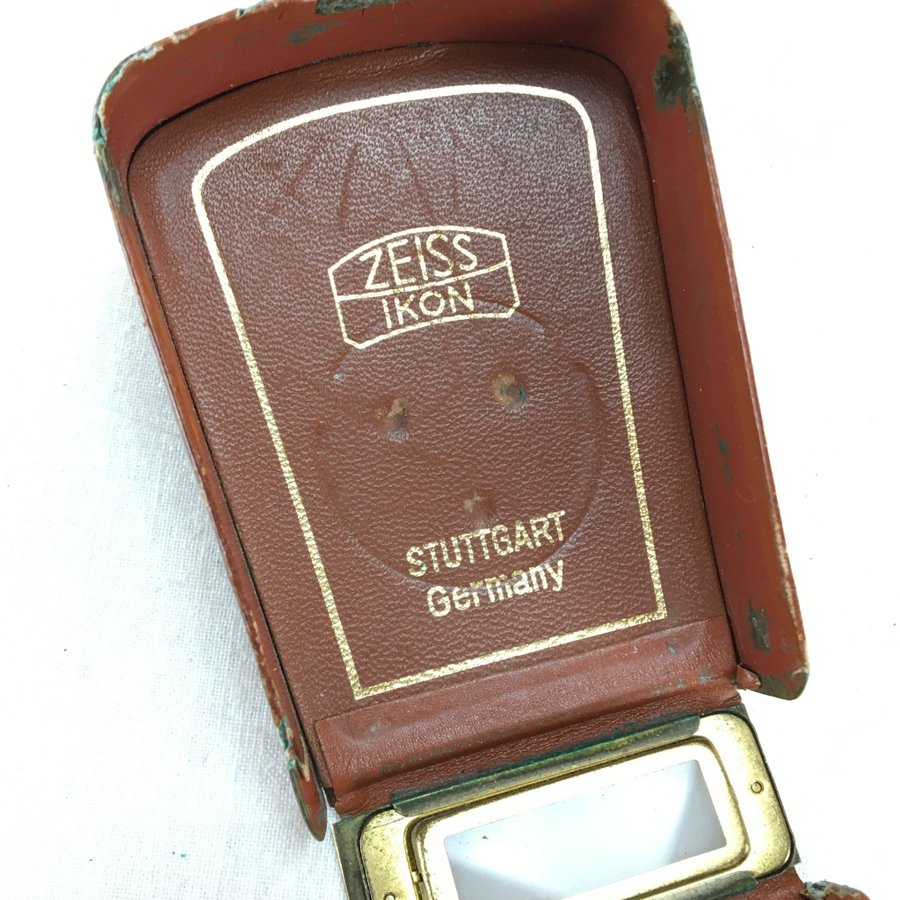 ZEISS
IKON
STUTTGART
Germany